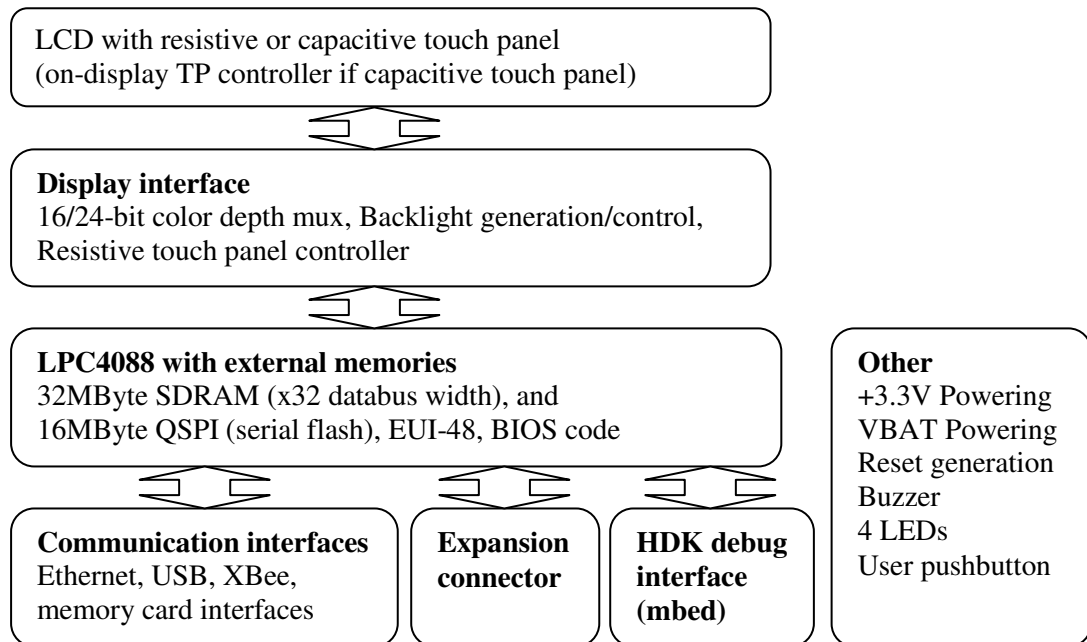 LCD with resistive or capacitive touch panel
(on-display TP controller if capacitive touch panel)
Display interface
16/24-bit color depth mux, Backlight generation/control,
Resistive touch panel controller
LPC4088 with external memories
32MByte SDRAM (x32 databus width), and
16MByte QSPI (serial flash), EUI-48, BIOS code
Other
+3.3V Powering
VBAT Powering
Reset generation
Buzzer
4 LEDs
User pushbutton
Communication interfaces
Ethernet, USB, XBee,
memory card interfaces
Expansion
connector
HDK debug
interface
(mbed)